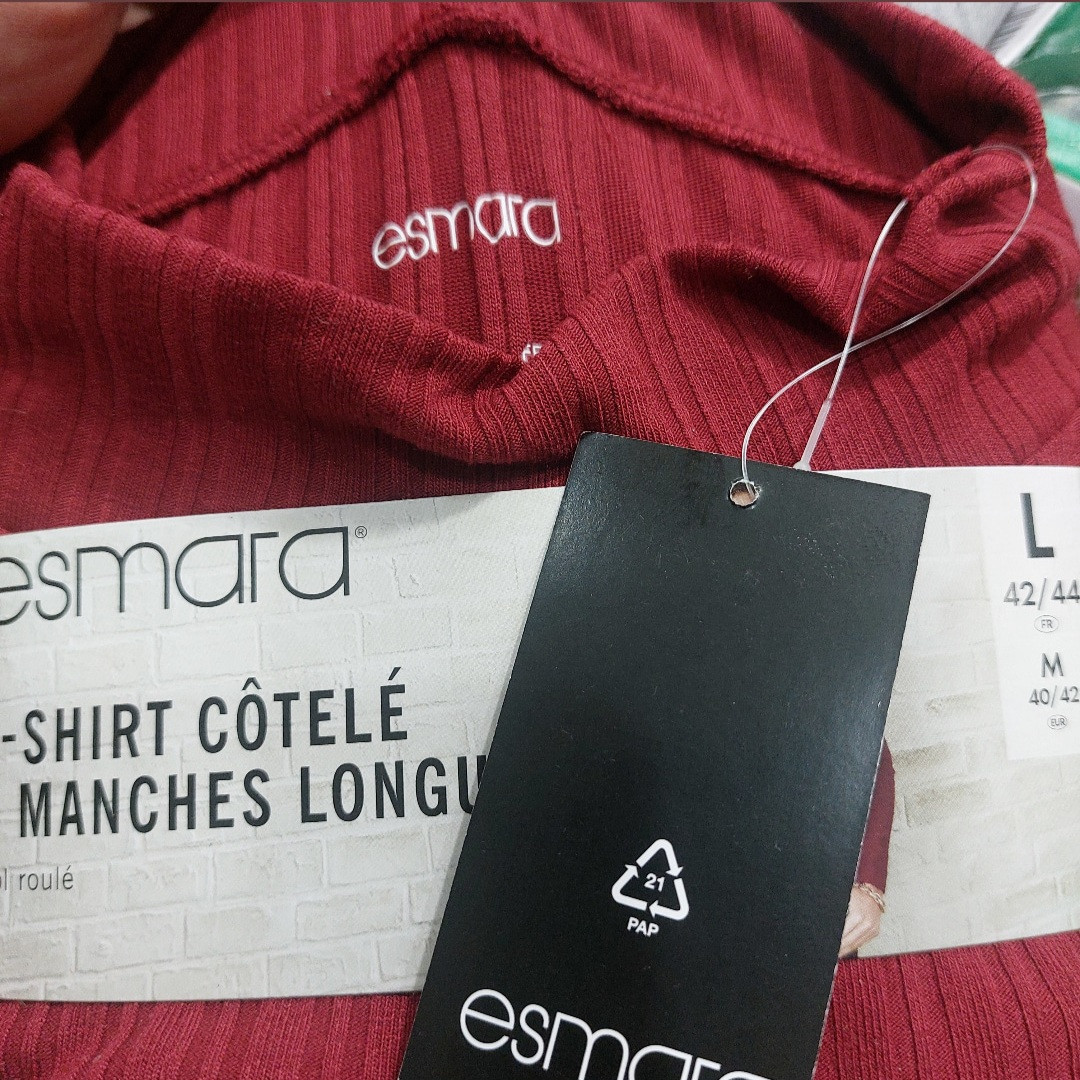 esmara
esmara®
-SHIRT CÔTELÉ
MANCHES LONGU
l roulé
L
42/44
FR
M
40/42
EUR
21
PAP
esmara